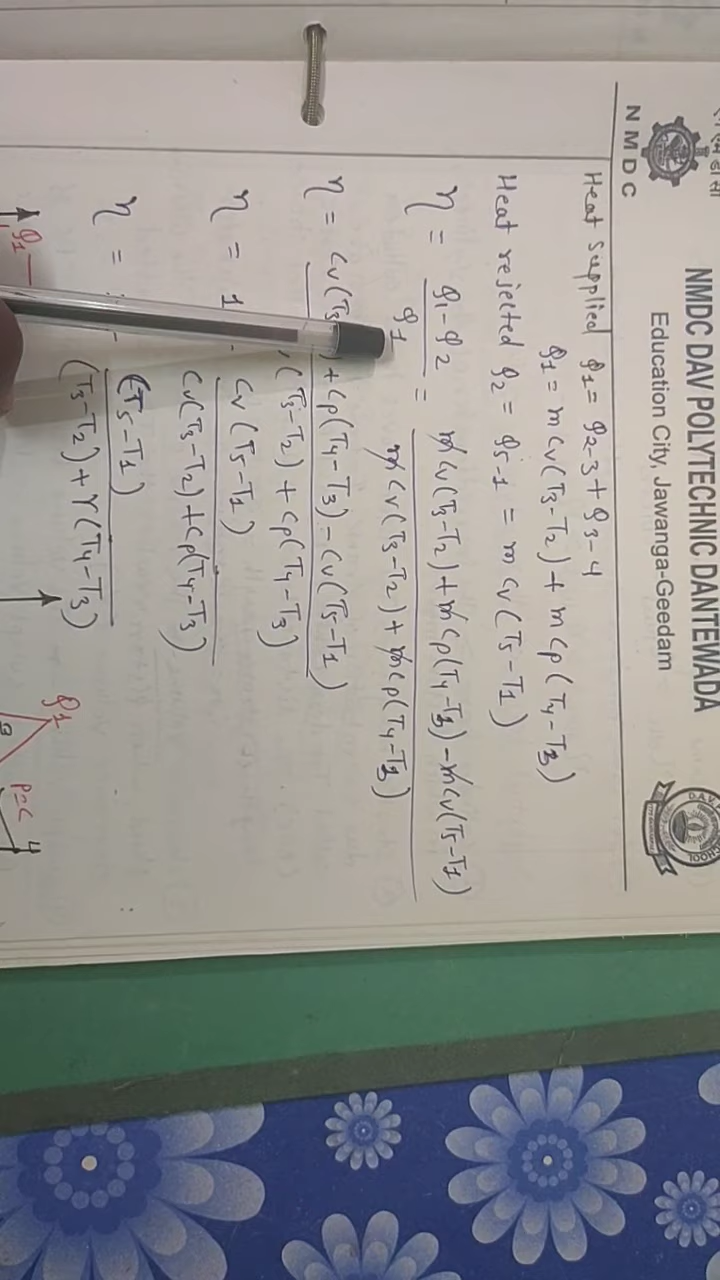 NMDC
NMDC DAV POLYTECHNIC DANTEWADA
Education City, Jawanga-Geedam
Heat supplied Q1 = Q2-3 + Q3-4
Q1 = m Cv (T3-T2) + m Cp (T4-T3)
Heat rejected Q2 = Q5-1 = m Cv (T5-T1)
η = Q1-Q2 / Q1 = m Cv (T3-T2) + m Cp (T4-T3) - m Cv (T5-T1) / m Cv (T3-T2) + m Cp (T4-T3)
η = Cv (T3 ) + Cp (T4-T3) - Cv (T5-T1) / (T3-T2) + Cp (T4-T3)
η = 1 - Cv (T5-T1) / Cv (T3-T2) + Cp (T4-T3)
η = (T5-T1) / (T3-T2) + γ (T4-T3)
Q1
Q1
3
P=C
4